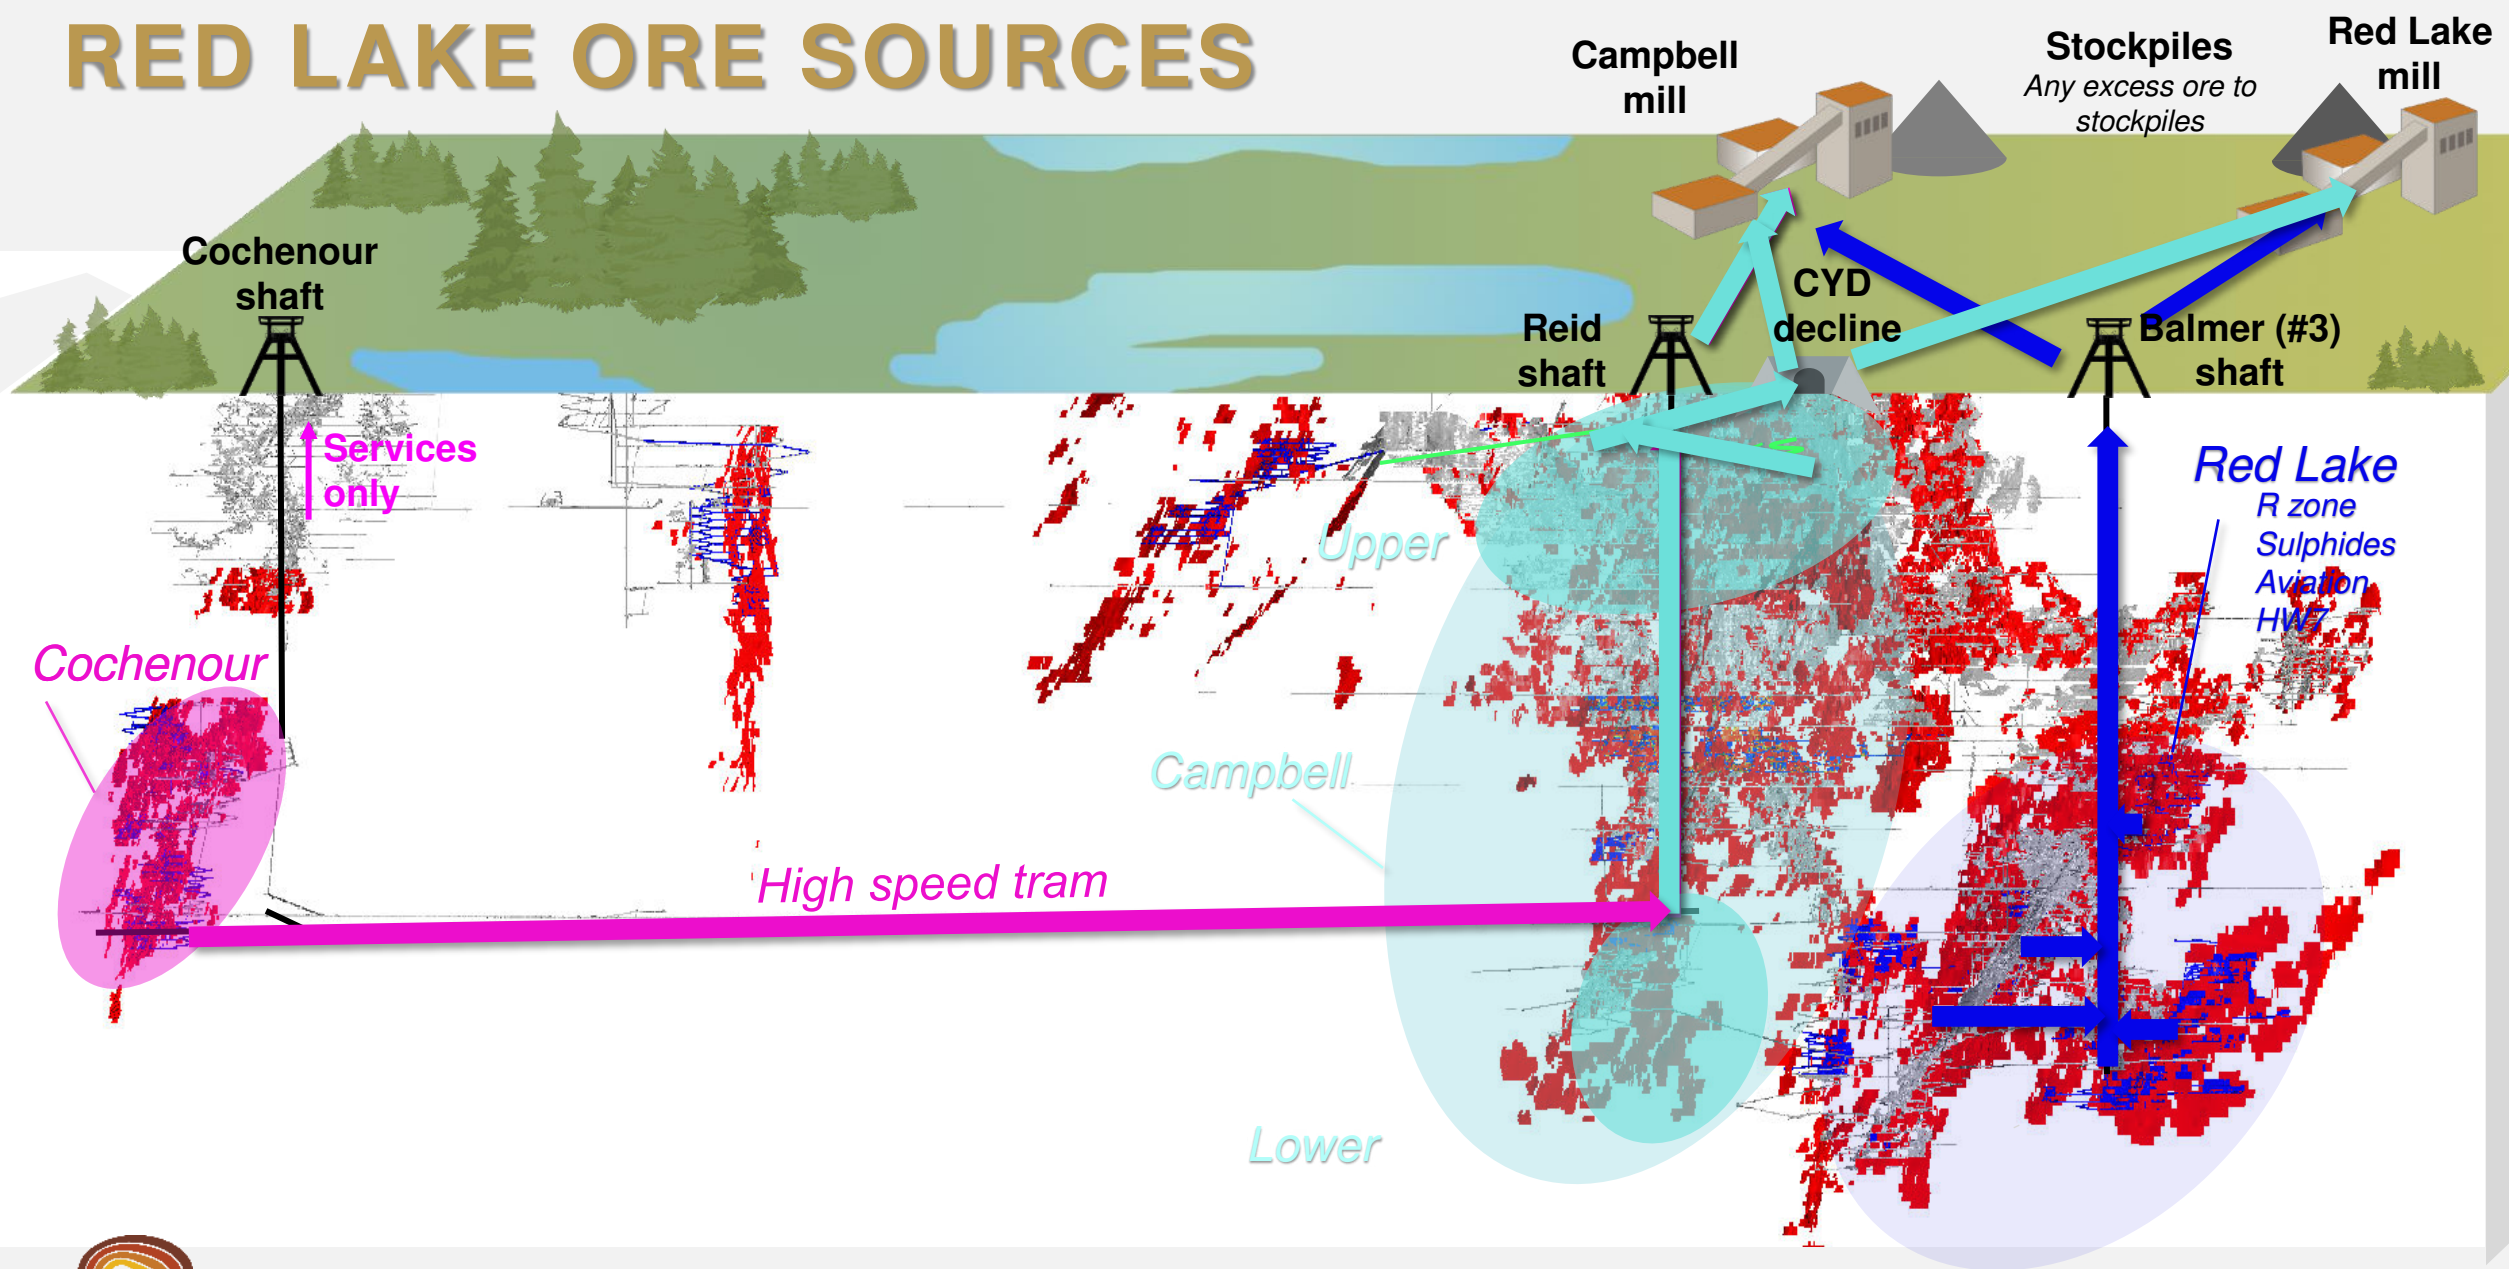 RED LAKE ORE SOURCES
Campbell
mill
Stockpiles
Any excess ore to
stockpiles
Red Lake
mill
Cochenour
shaft
Reid
shaft
CYD
decline
Balmer (#3)
shaft
Services
only
Red Lake
R zone
Sulphides
Aviation
HW7
Upper
Cochenour
Campbell
High speed tram
Lower